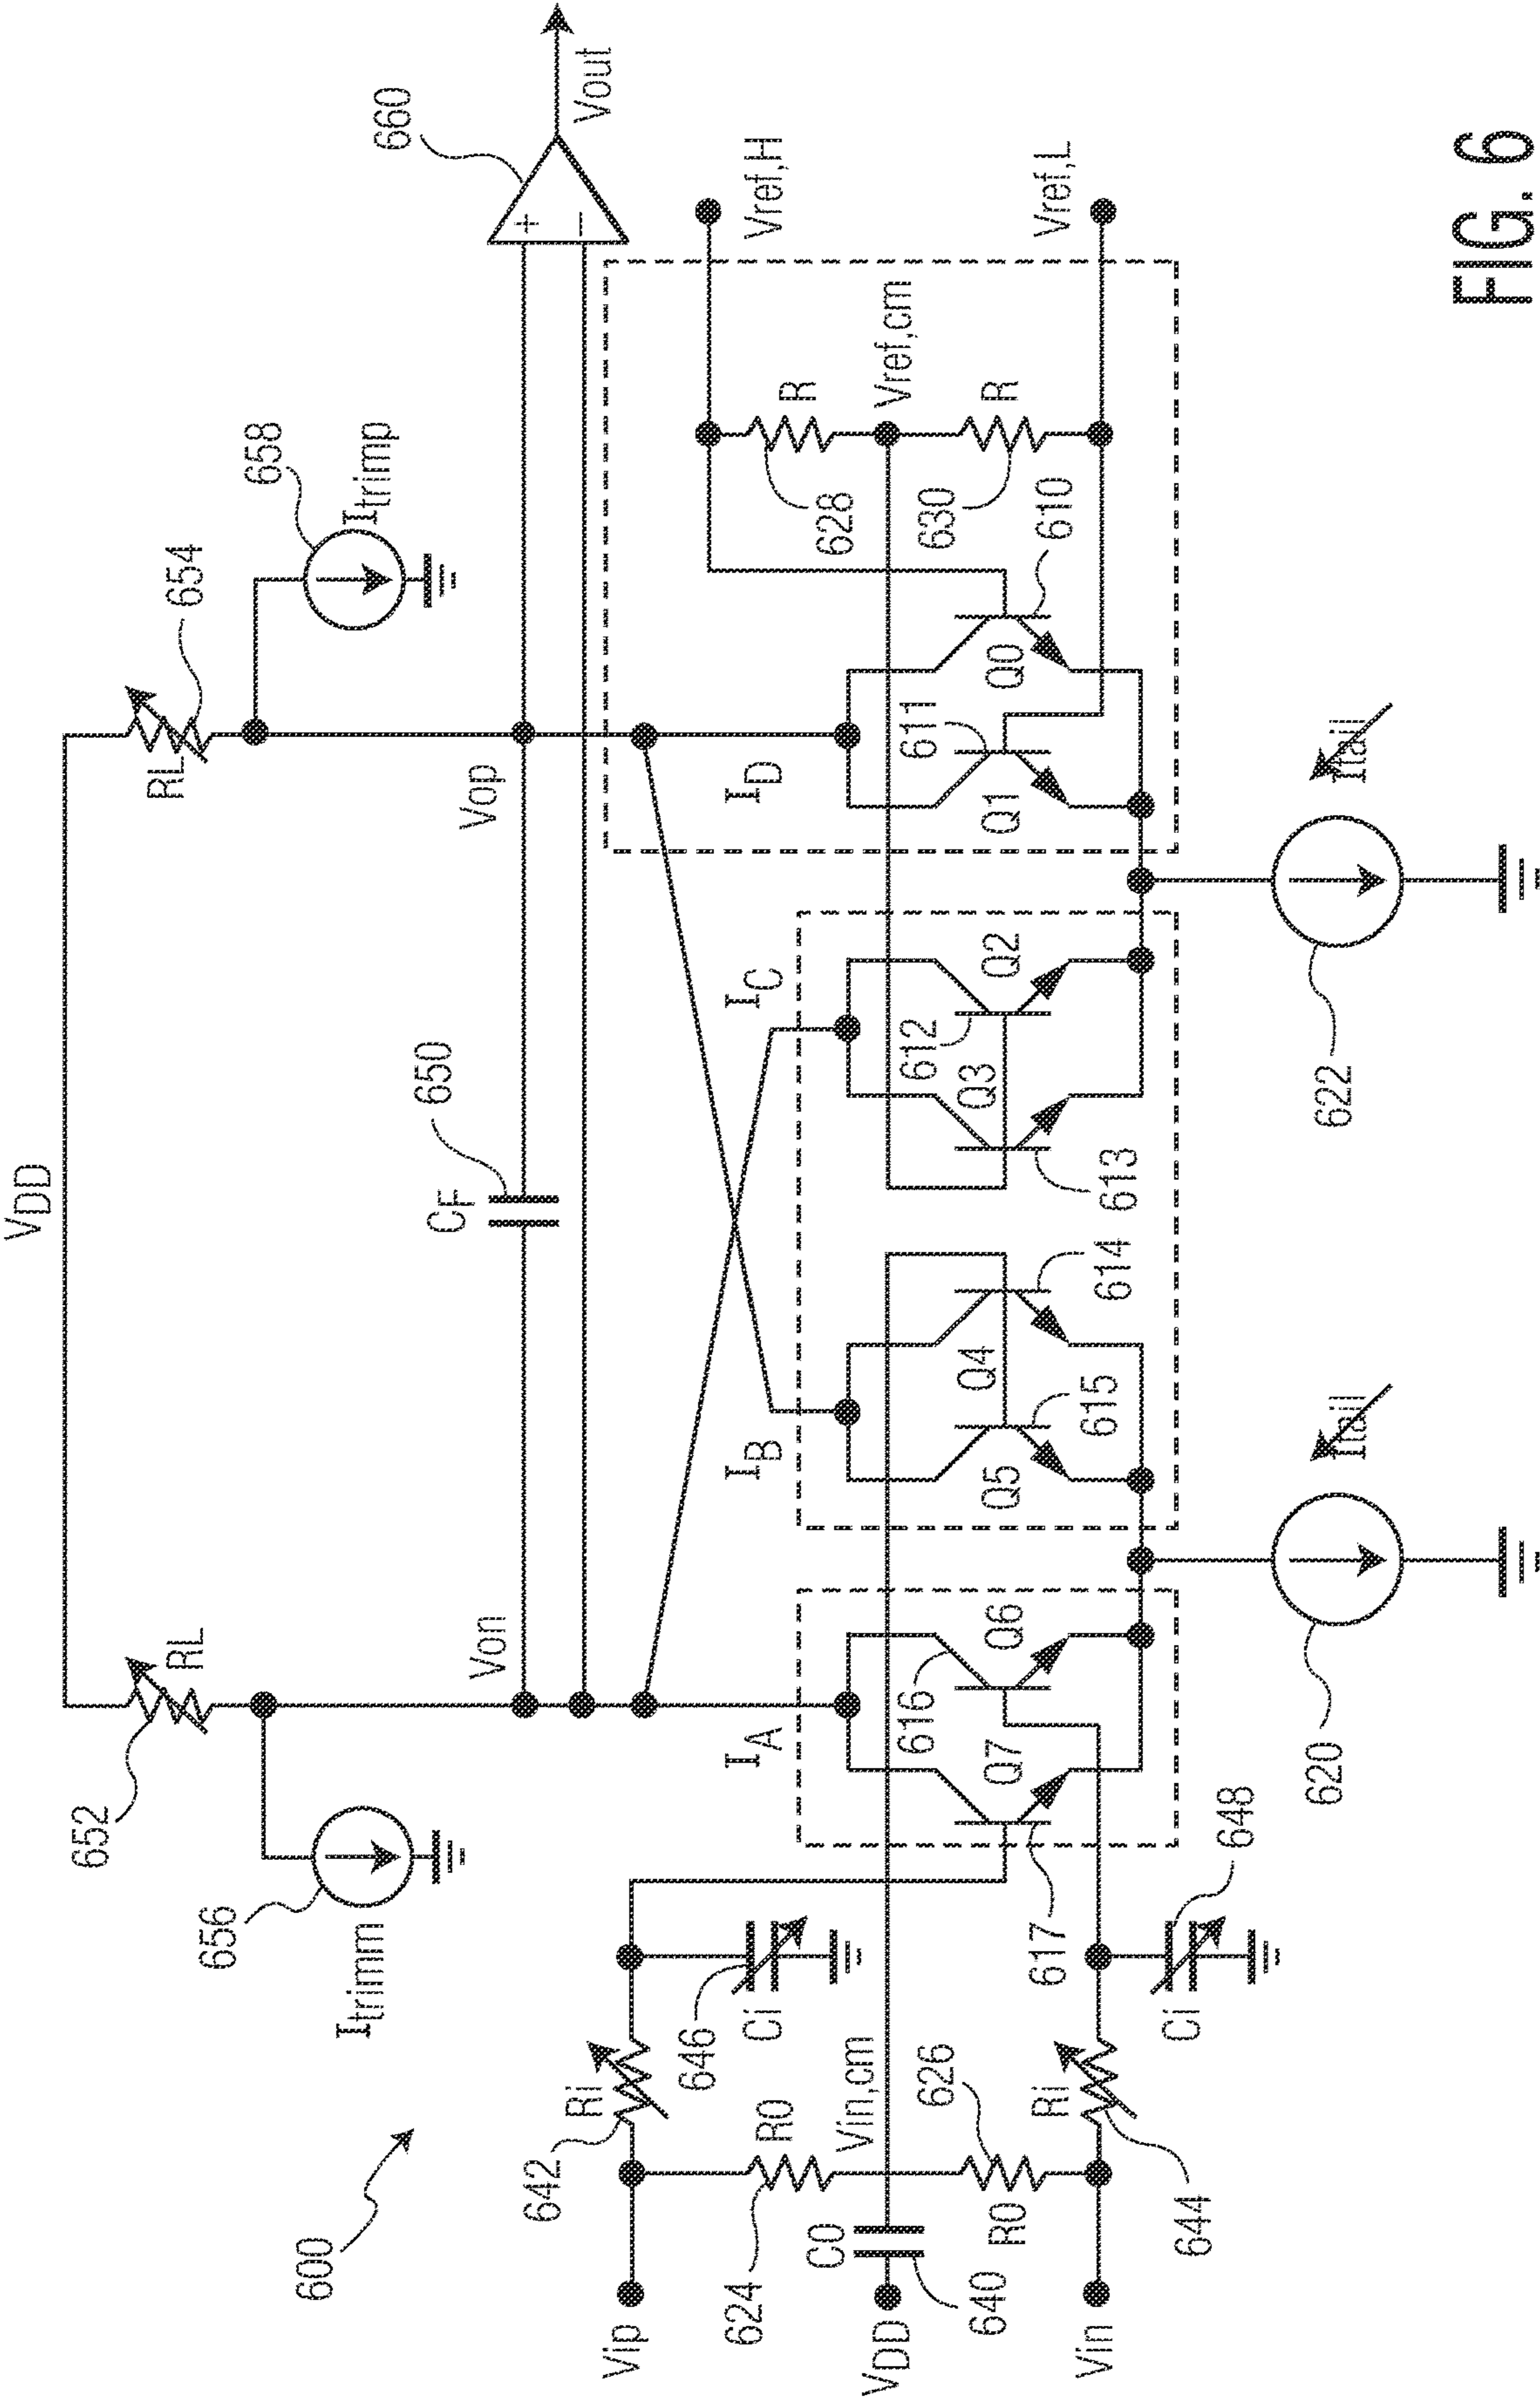 600
VDD
652
RL
RL
654
656
Itrimm
658
Itrimp
Von
CF
650
Vop
660
Vout
IA
IB
IC
ID
Vip
642
Ri
646
Ci
624
R0
Vin,cm
VDD
C0
640
626
R0
Vin
644
Ri
648
Ci
617
Q7
616
Q6
Q5
615
Q4
614
613
Q3
612
Q2
Q1
611
Q0
610
628
R
Vref,cm
630
R
Vref,H
Vref,L
620
Itail
622
Itail
+
−
FIG. 6